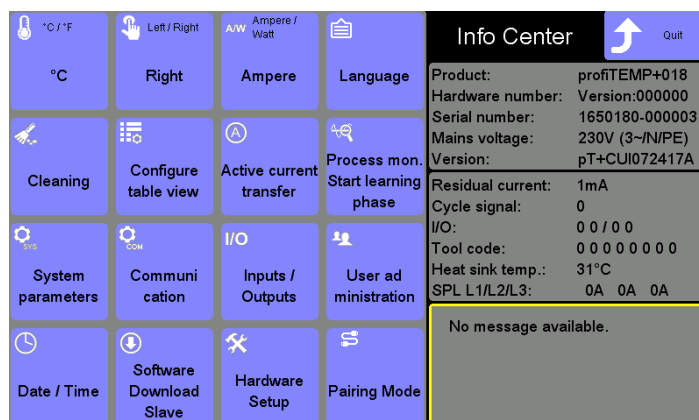 °C / °F
°C
Left / Right
Right
A/W Ampere / Watt
Ampere
Language
Cleaning
Configure
table view
A
Active current
transfer
Process mon.
Start learning
phase
SYS
System
parameters
CON
Communi
cation
I/O
Inputs /
Outputs
User ad
ministration
Date / Time
Software
Download
Slave
Hardware
Setup
Pairing Mode
Info Center
Quit
Product: profiTEMP+018
Hardware number: Version:000000
Serial number: 1650180-000003
Mains voltage: 230V (3~/N/PE)
Version: pT+CUI072417A
Residual current: 1mA
Cycle signal: 0
I/O: 0 0 / 0 0
Tool code: 0 0 0 0 0 0 0 0
Heat sink temp.: 31°C
SPL L1/L2/L3: 0A 0A 0A
No message available.